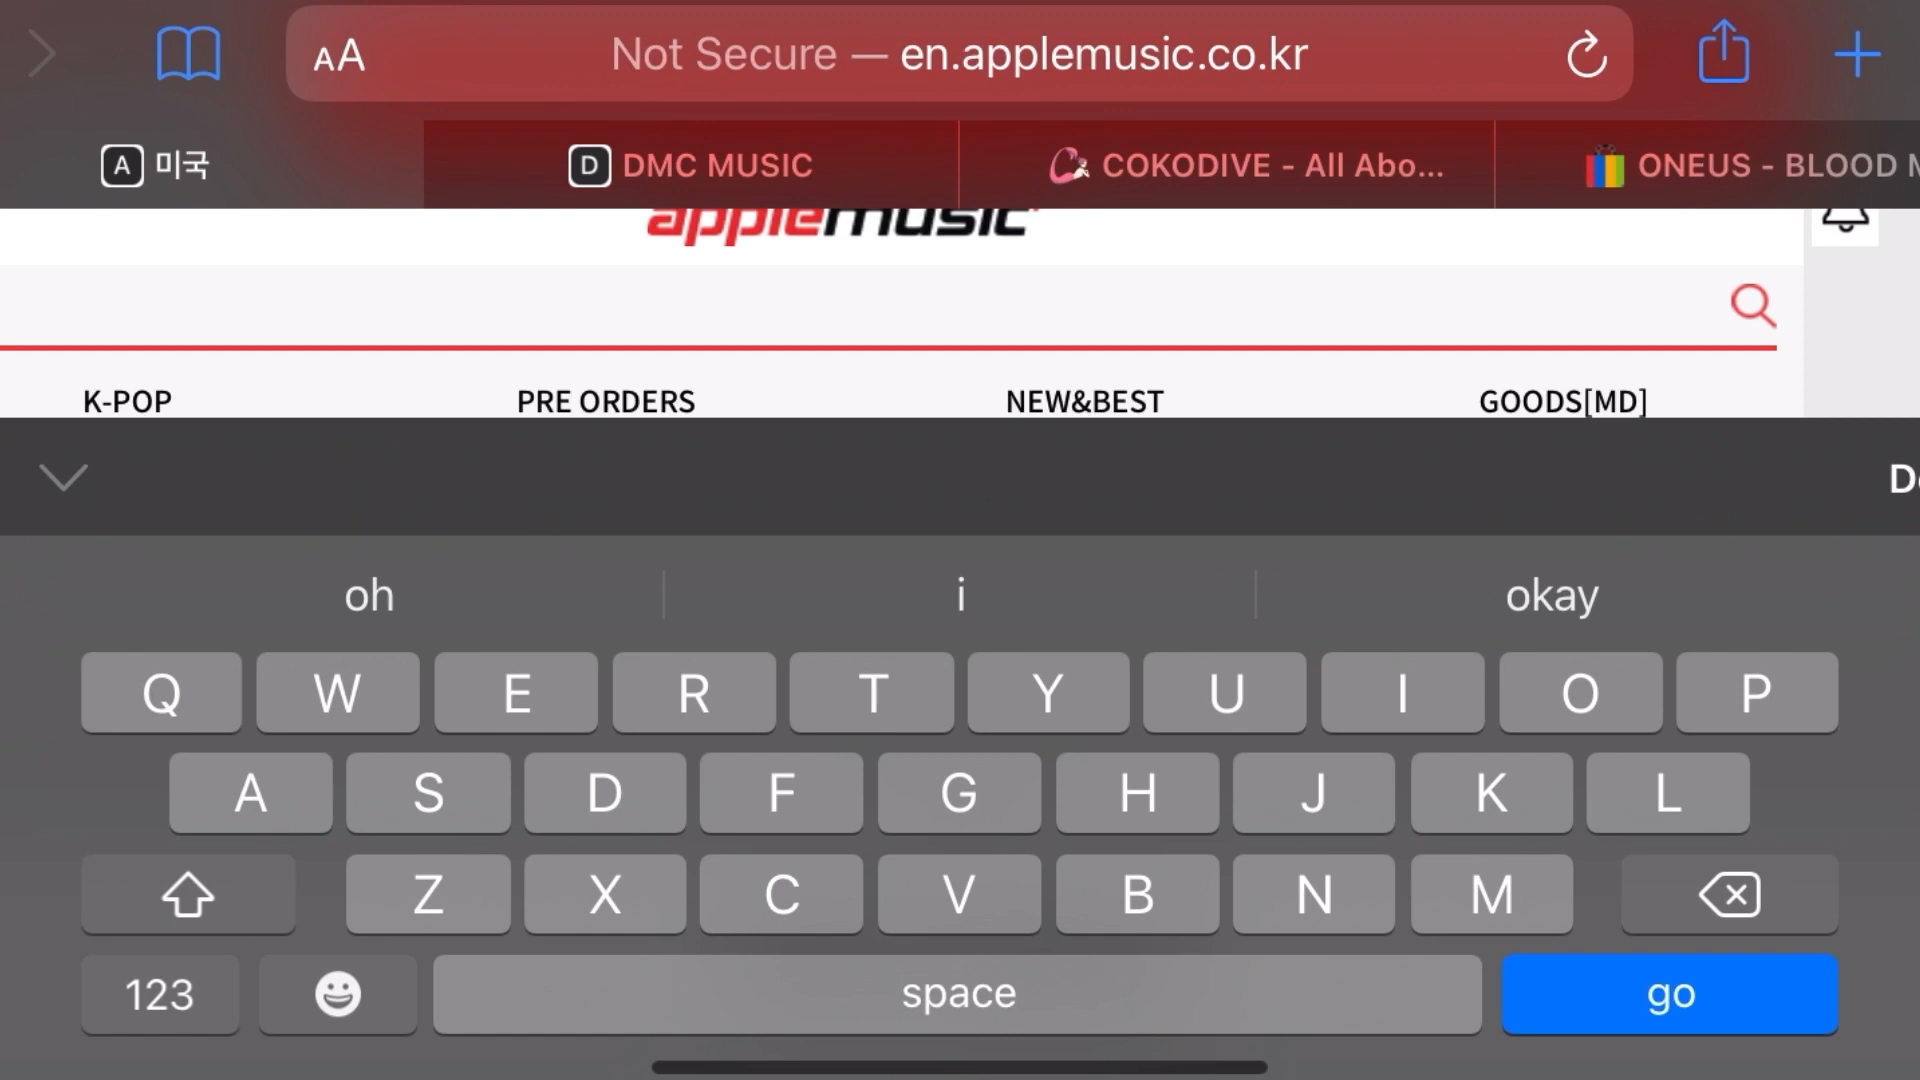 AA Not Secure — en.applemusic.co.kr
A 미국 D DMC MUSIC COKODIVE - All Abo... ONEUS - BLOOD
applemusic
K-POP PRE ORDERS NEW&BEST GOODS[MD]
oh i okay
Q W E R T Y U I O P
A S D F G H J K L
Z X C V B N M
123 space go